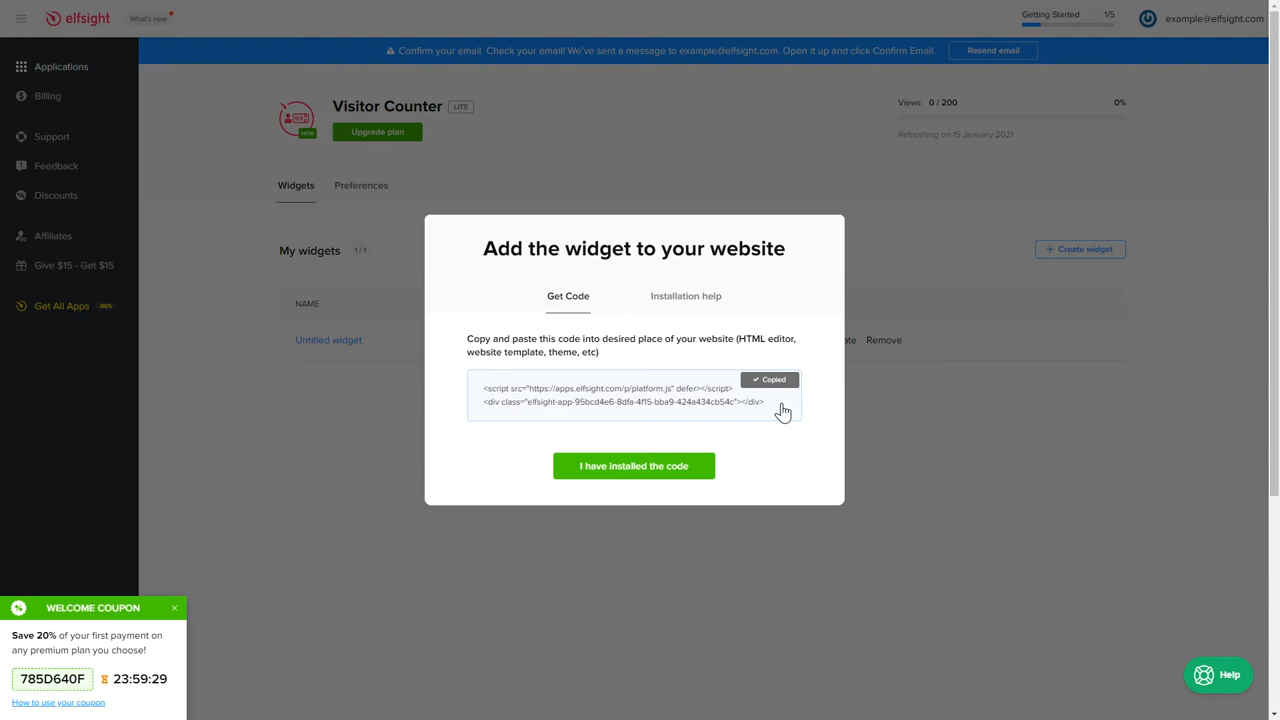 elfsight
What's new
Getting Started 1/5
example@elfsight.com
Confirm your email Check your email! We've sent a message to example@elfsight.com. Open it up and click Confirm Email.
Resend email
Applications
Billing
Support
Feedback
Discounts
Affiliates
Give $15 - Get $15
Get All Apps -80%
NEW
Visitor Counter LITE
Upgrade plan
Views 0 / 200 0%
Refreshing on 15 January 2021
Widgets Preferences
My widgets 1/1
Create widget
NAME
Untitled widget
ate Remove
Add the widget to your website
Get Code Installation help
Copy and paste this code into desired place of your website (HTML editor,
website template, theme, etc)
Copied
<script src="https://apps.elfsight.com/p/platform.js" defer></script>
<div class="elfsight-app-95bcd4e6-8dfa-4f15-bba9-424a434cb54c"></div>
I have installed the code
WELCOME COUPON ×
Save 20% of your first payment on
any premium plan you choose!
785D640F 23:59:29
How to use your coupon
Help